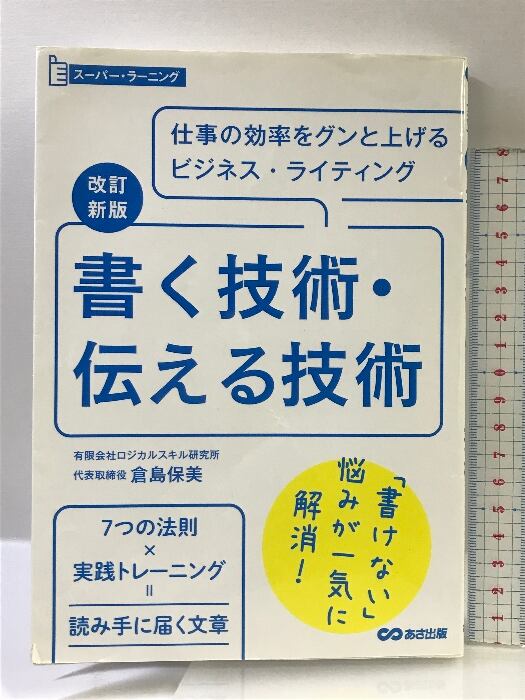 スーパー・ラーニング
仕事の効率をグンと上げる
ビジネス・ライティング
改訂
新版
書く技術・
伝える技術
有限会社ロジカルスキル研究所
代表取締役 倉島保美
7つの法則
×
実践トレーニング
=
読み手に届く文章
「書けない」
悩みが一気に
解消!
あさ出版